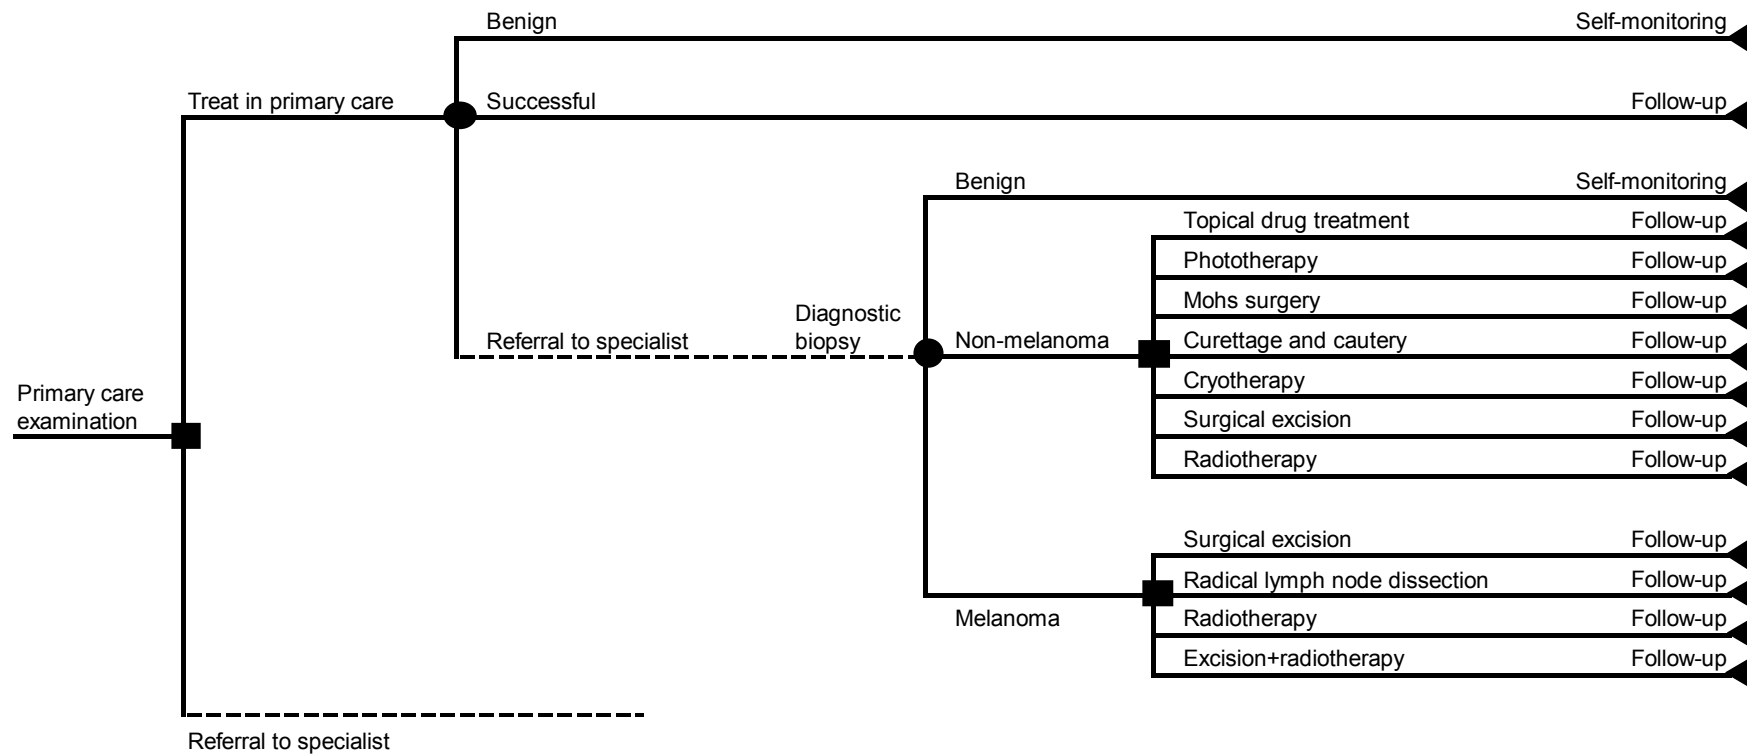 Benign
Self-monitoring
Treat in primary care
Successful
Follow-up
Benign
Self-monitoring
Topical drug treatment
Follow-up
Phototherapy
Follow-up
Mohs surgery
Follow-up
Diagnostic
biopsy
Referral to specialist
Non-melanoma
Curettage and cautery
Follow-up
Cryotherapy
Follow-up
Primary care
examination
Surgical excision
Follow-up
Radiotherapy
Follow-up
Surgical excision
Follow-up
Radical lymph node dissection
Follow-up
Melanoma
Radiotherapy
Follow-up
Excision+radiotherapy
Follow-up
Referral to specialist